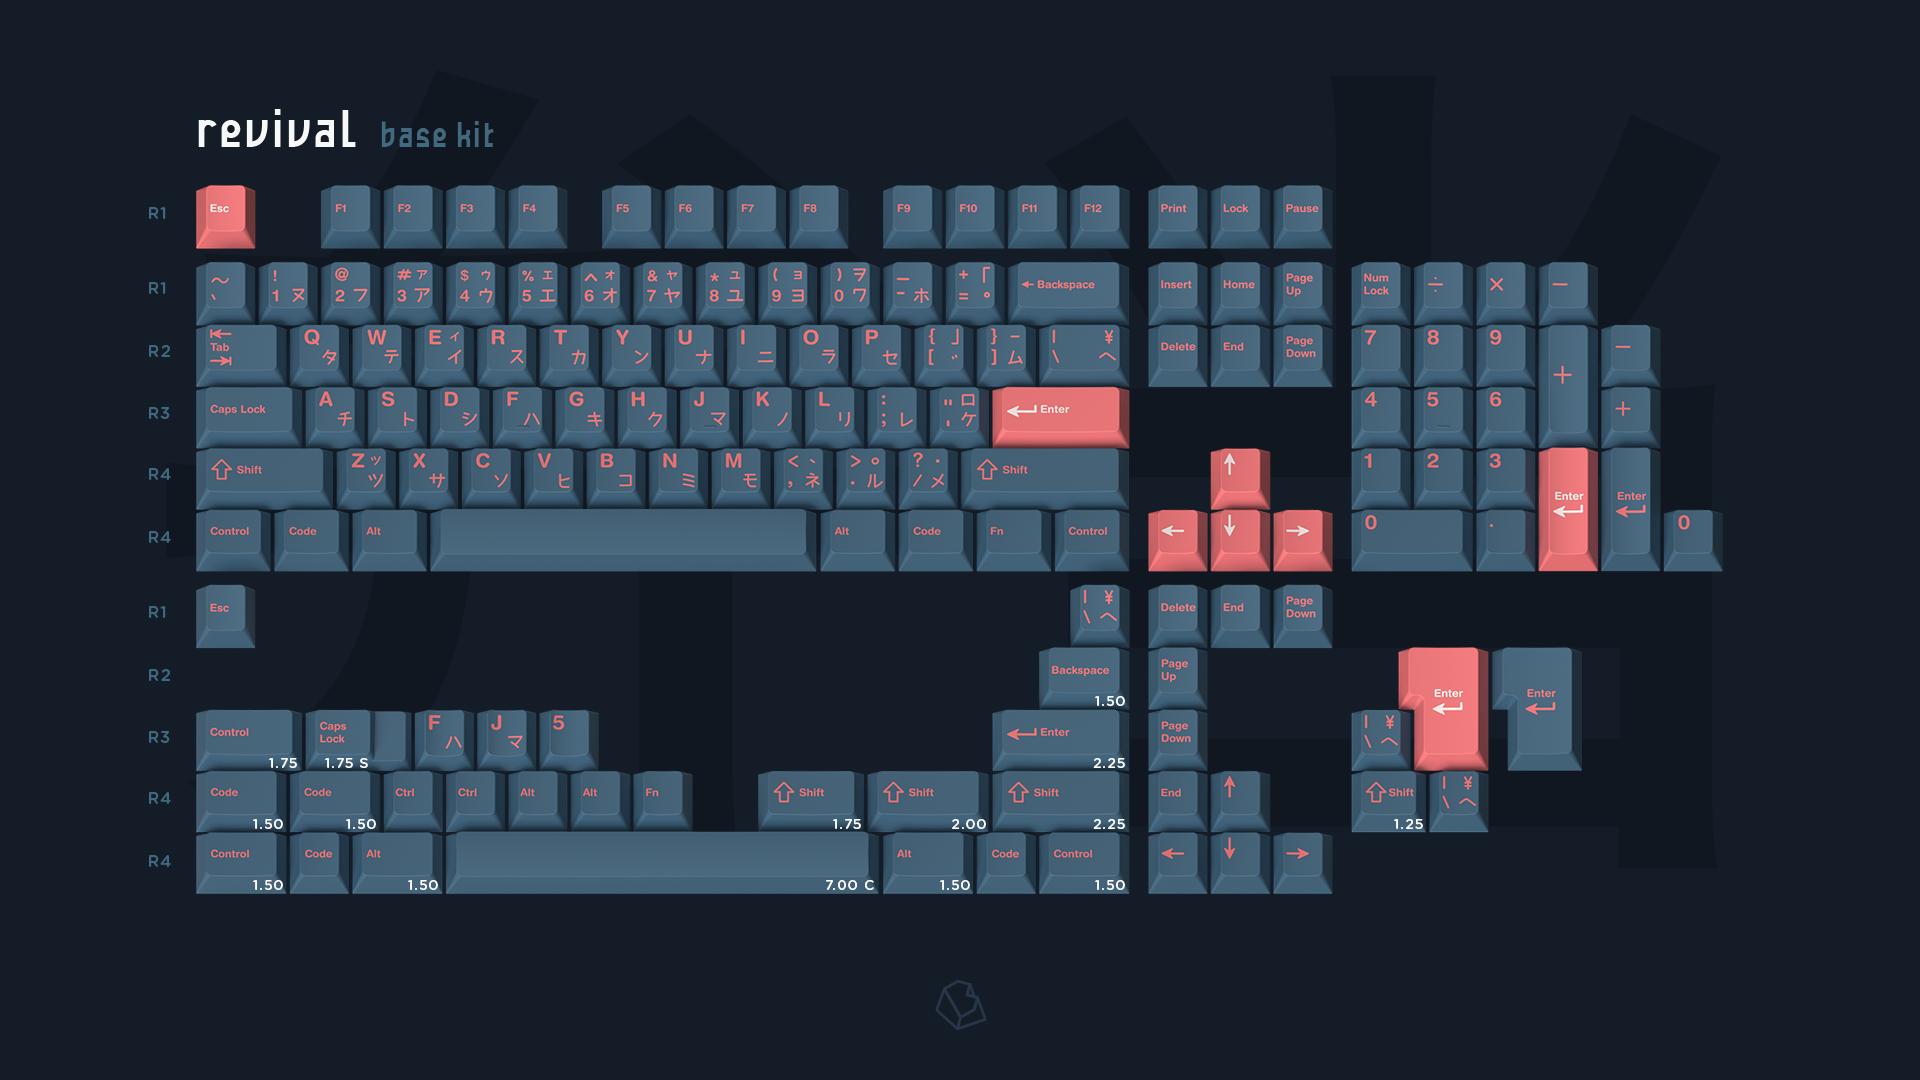 revival base kit
R1 Esc F1 F2 F3 F4 F5 F6 F7 F8 F9 F10 F11 F12 Print Lock Pause
R1 ~ ` ! 1 ヌ @ 2 フ # ァ 3 ア $ ゥ 4 ウ % ェ 5 エ ^ ォ 6 オ & ャ 7 ヤ * ュ 8 ユ ( ョ 9 ヨ ) ヲ 0 ワ — - ホ + 「 = ° ← Backspace Insert Home Page Up Num Lock ÷ × −
R2 Tab Q タ W テ E ィ イ R ス T カ Y ン U ナ I ニ O ラ P セ { 」 [ ゛ } − ] ム | ¥ \ ヘ Delete End Page Down 7 8 9 + −
R3 Caps Lock A チ S ト D シ F ハ G キ H ク J マ K ノ L リ : ; レ " ロ ' ケ Enter 4 5 6 +
R4 Shift Z ッ ツ X サ C ソ V ヒ B コ N ミ M モ < 、 , ネ > 。 . ル ? ・ / メ Shift ↑ 1 2 3 Enter Enter
R4 Control Code Alt Alt Code Fn Control ← ↓ → 0 . 0
R1 Esc | ¥ \ ヘ Delete End Page Down
R2 Backspace 1.50 Page Up Enter Enter
R3 Control 1.75 Caps Lock 1.75 S F ハ J マ 5 Enter 2.25 Page Down | ¥ \ ヘ
R4 Code 1.50 Code 1.50 Ctrl Ctrl Alt Alt Fn Shift 1.75 Shift 2.00 Shift 2.25 End ↑ Shift 1.25 | ¥ \ ヘ
R4 Control 1.50 Code Alt 1.50 7.00 C Alt 1.50 Code Control 1.50 ← ↓ →